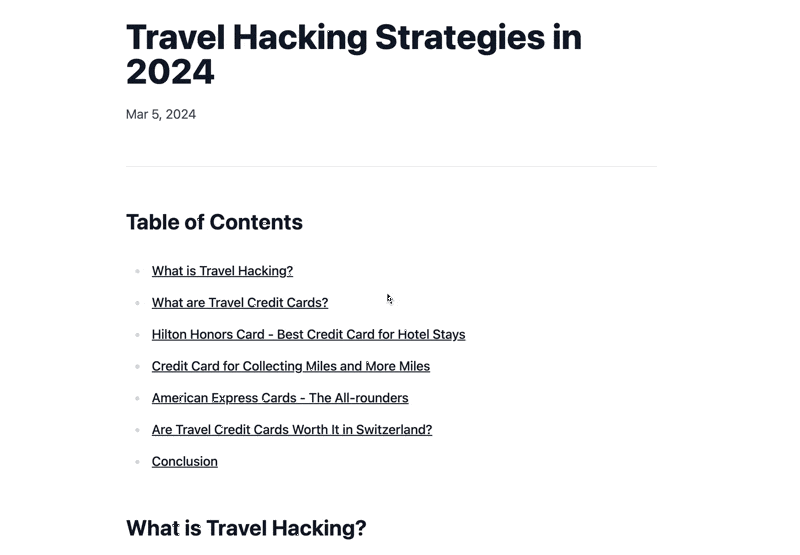 Travel Hacking Strategies in
2024
Mar 5, 2024
Table of Contents
What is Travel Hacking?
What are Travel Credit Cards?
Hilton Honors Card - Best Credit Card for Hotel Stays
Credit Card for Collecting Miles and More Miles
American Express Cards - The All-rounders
Are Travel Credit Cards Worth It in Switzerland?
Conclusion
What is Travel Hacking?